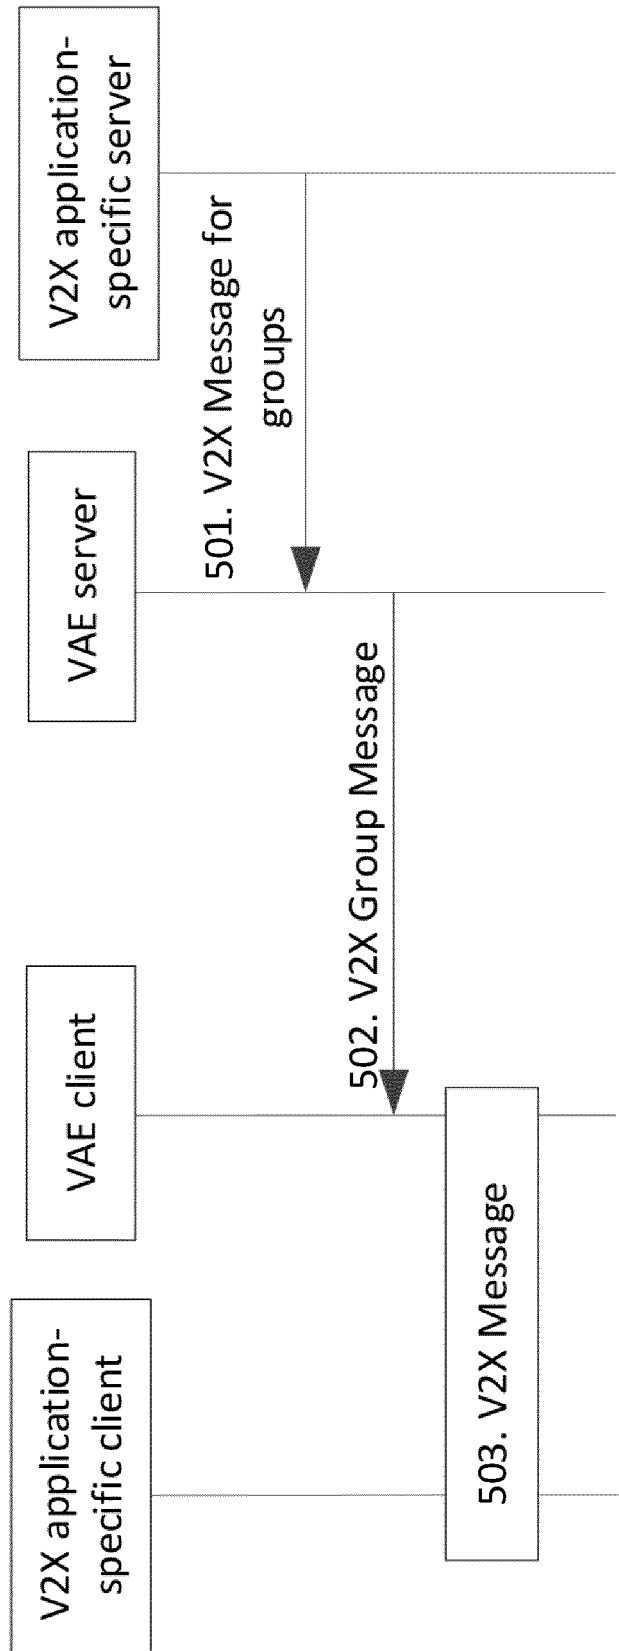 V2X application-
specific client
VAE client
VAE server
V2X application-
specific server
501. V2X Message for
groups
502. V2X Group Message
503. V2X Message